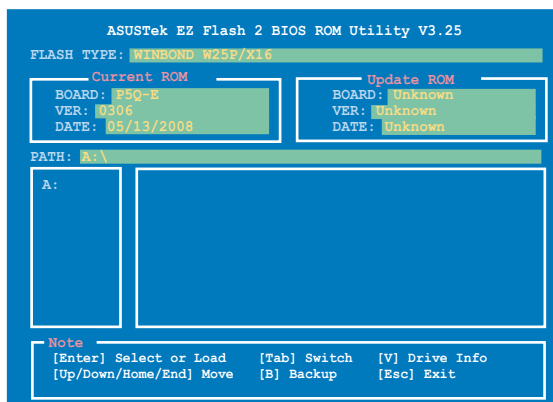 ASUSTek EZ Flash 2 BIOS ROM Utility V3.25
FLASH TYPE: WINBOND W25P/X16
Current ROM
BOARD: P5Q-E
VER: 0306
DATE: 05/13/2008
Update ROM
BOARD: Unknown
VER: Unknown
DATE: Unknown
PATH: A:\
A:
Note
[Enter] Select or Load [Tab] Switch [V] Drive Info
[Up/Down/Home/End] Move [B] Backup [Esc] Exit